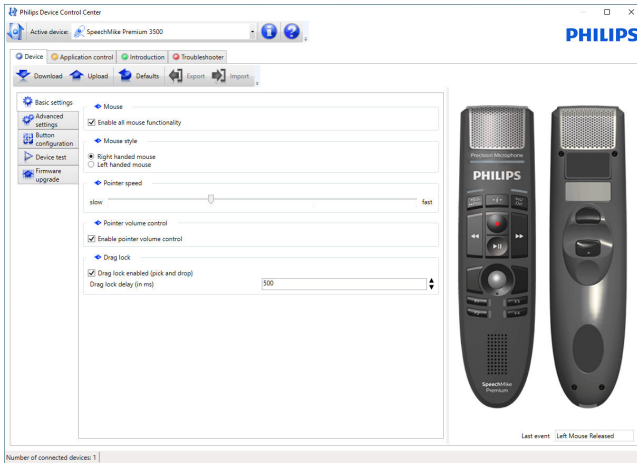 Philips Device Control Center
Active device: SpeechMike Premium 3500
PHILIPS
Device Application control Introduction Troubleshooter
Download Upload Defaults Export Import
Basic settings
Advanced settings
Button configuration
Device test
Firmware upgrade
Mouse
Enable all mouse functionality
Mouse style
Right handed mouse
Left handed mouse
Pointer speed
slow fast
Pointer volume control
Enable pointer volume control
Drag lock
Drag lock enabled (pick and drop)
Drag lock delay (in ms) 500
Precision Microphone
PHILIPS
SpeechMike
Premium
Last event Left Mouse Released
Number of connected devices: 1